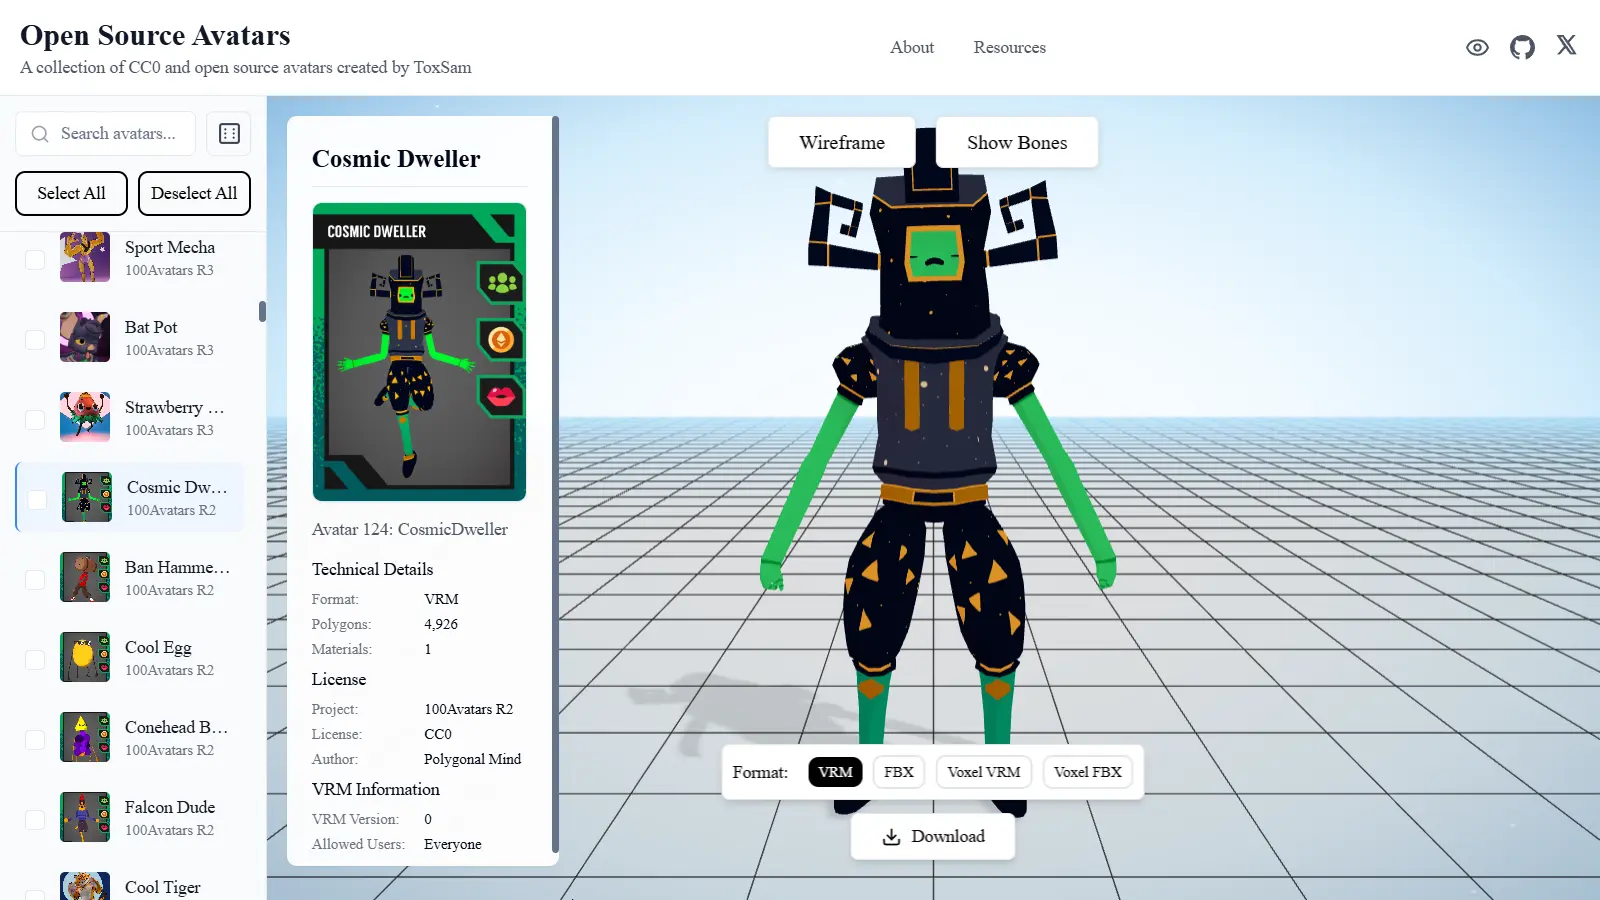 Open Source Avatars
A collection of CC0 and open source avatars created by ToxSam
About
Resources
Search avatars...
Select All
Deselect All
Sport Mecha
100Avatars R3
Bat Pot
100Avatars R3
Strawberry ...
100Avatars R3
Cosmic Dw...
100Avatars R2
Ban Hamme...
100Avatars R2
Cool Egg
100Avatars R2
Conehead B...
100Avatars R2
Falcon Dude
100Avatars R2
Cool Tiger
Cosmic Dweller
COSMIC DWELLER
Avatar 124: CosmicDweller
Technical Details
Format: VRM
Polygons: 4,926
Materials: 1
License
Project: 100Avatars R2
License: CC0
Author: Polygonal Mind
VRM Information
VRM Version: 0
Allowed Users: Everyone
Wireframe
Show Bones
Format: VRM FBX Voxel VRM Voxel FBX
Download